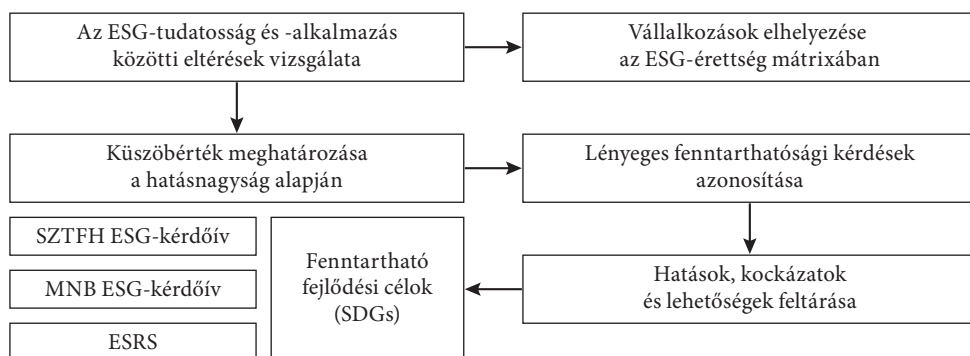 Az ESG-tudatosság és -alkalmazás
közötti eltérések vizsgálata
Vállalkozások elhelyezése
az ESG-érettség mátrixában
Küszöbérték meghatározása
a hatásnagyság alapján
Lényeges fenntarthatósági kérdések
azonosítása
SZTFH ESG-kérdőív
MNB ESG-kérdőív
ESRS
Fenntartható
fejlődési célok
(SDGs)
Hatások, kockázatok
és lehetőségek feltárása